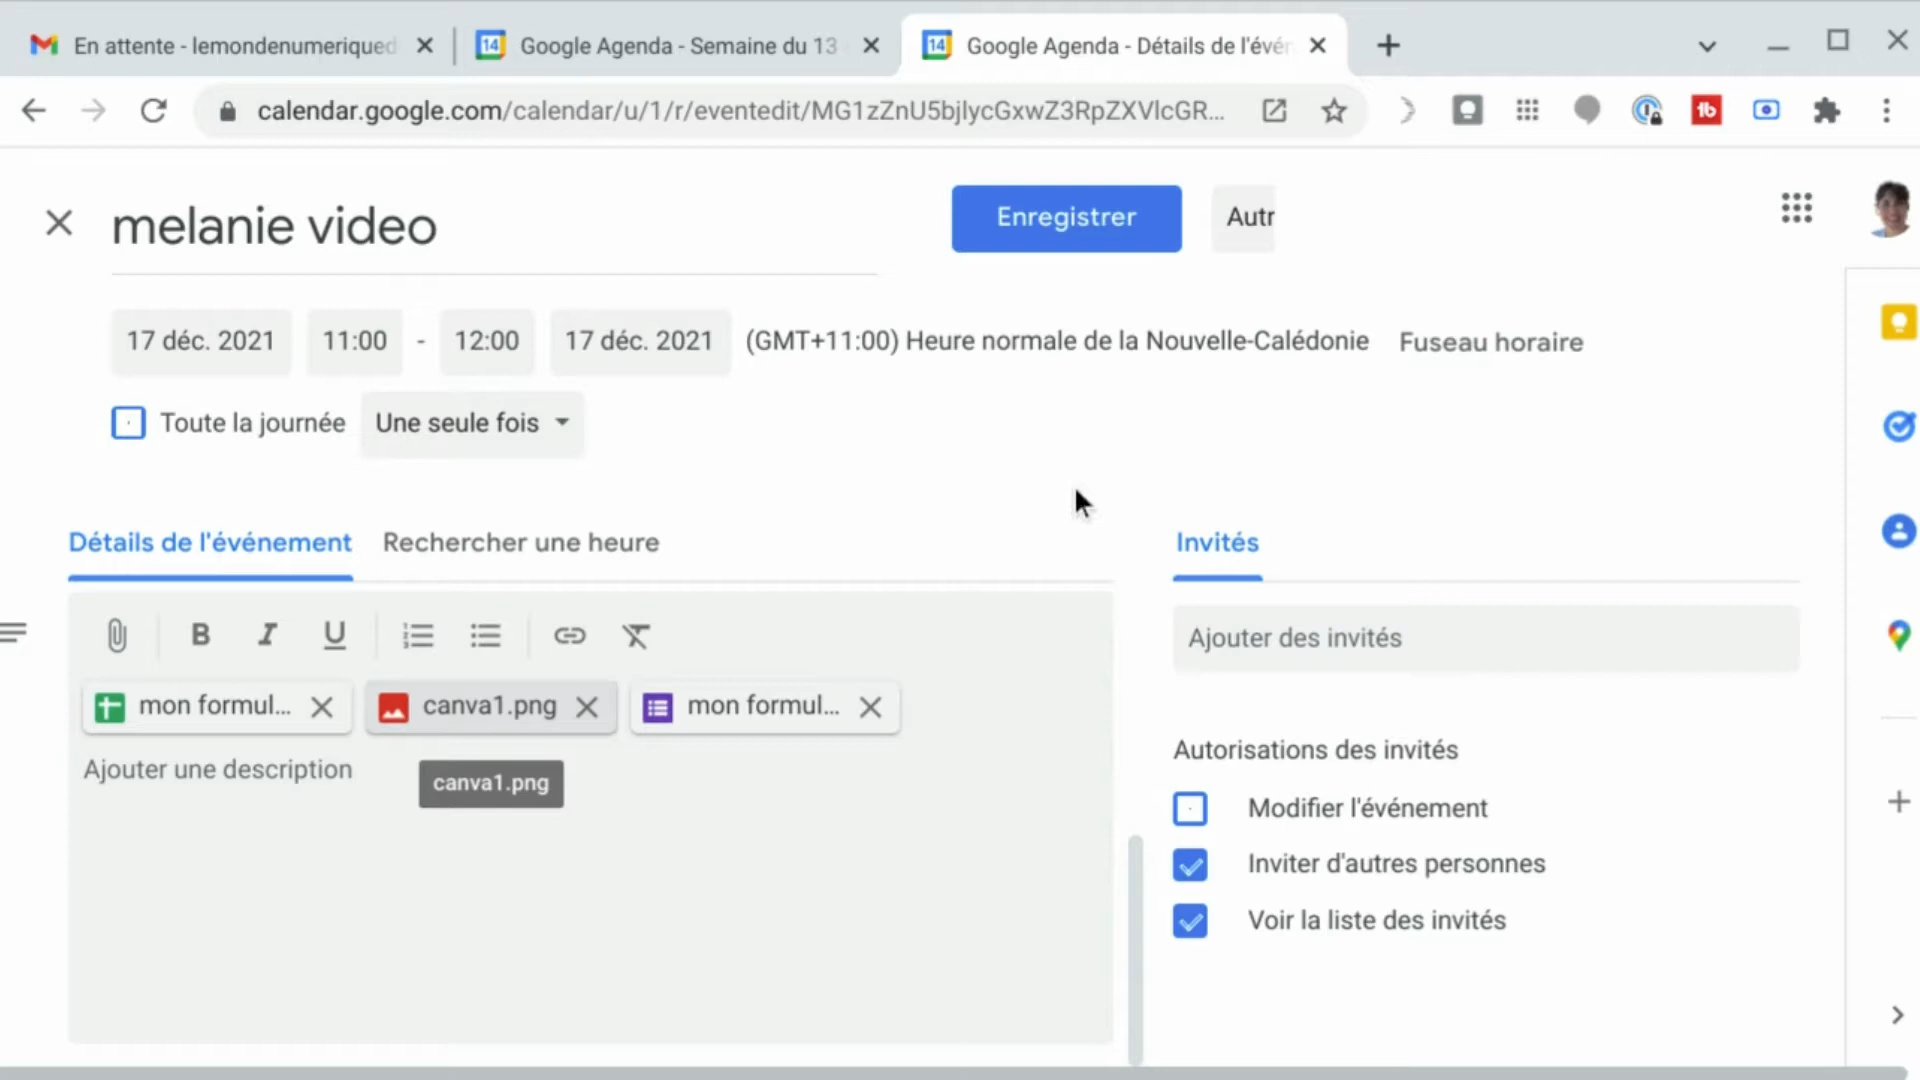 En attente - lemondenumeriqued
Google Agenda - Semaine du 13
Google Agenda - Détails de l'évén
calendar.google.com/calendar/u/1/r/eventedit/MG1zZnU5bjlycGxwZ3RpZXVlcGR...
melanie video
Enregistrer
Autr
17 déc. 2021
11:00
-
12:00
17 déc. 2021
(GMT+11:00) Heure normale de la Nouvelle-Calédonie
Fuseau horaire
Toute la journée
Une seule fois
Détails de l'événement
Rechercher une heure
Invités
B I U
Ajouter des invités
mon formul...
canva1.png
mon formul...
Ajouter une description
canva1.png
Autorisations des invités
Modifier l'événement
Inviter d'autres personnes
Voir la liste des invités
14
14
1b